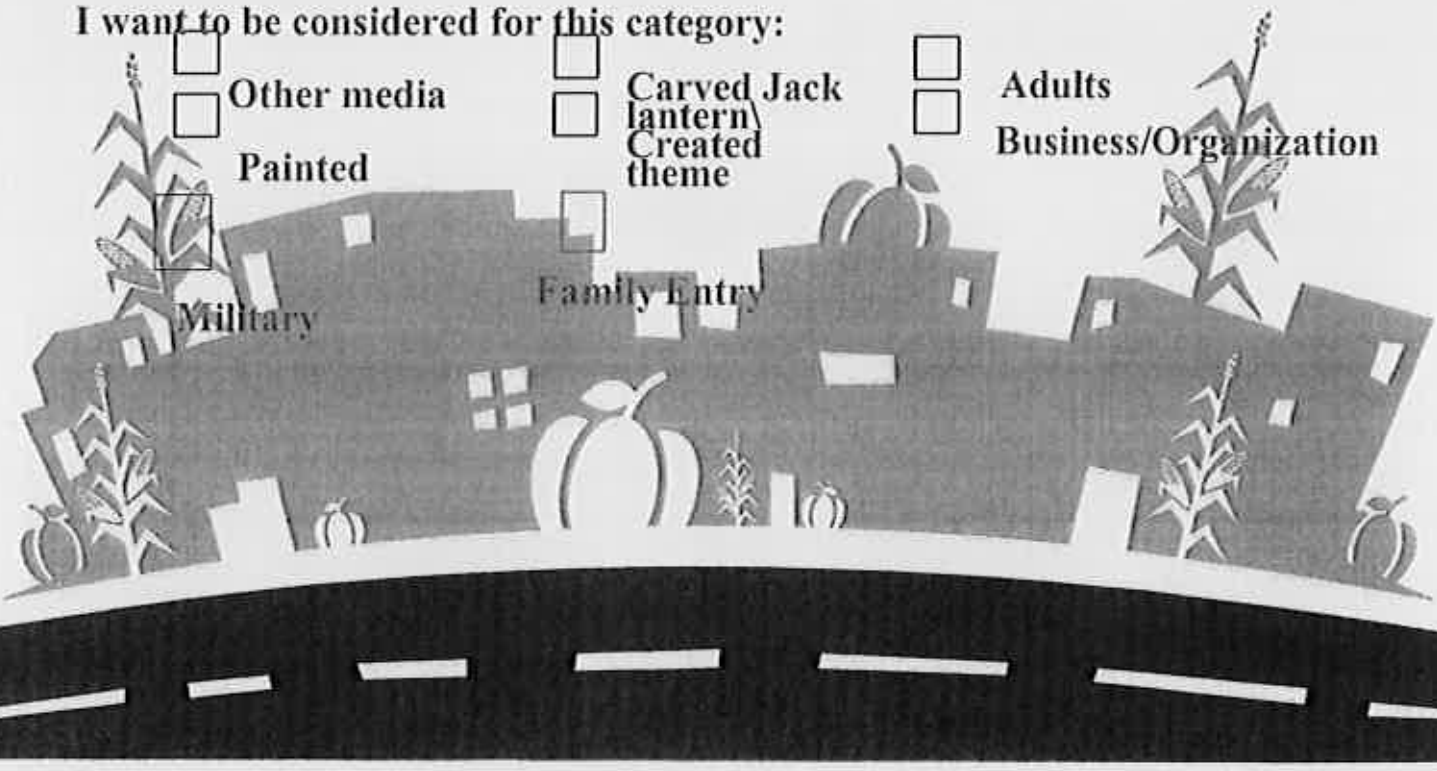 I want to be considered for this category:
Other media
Painted
Military
Carved Jack
lantern\
Created
theme
Family Entry
Adults
Business/Organization